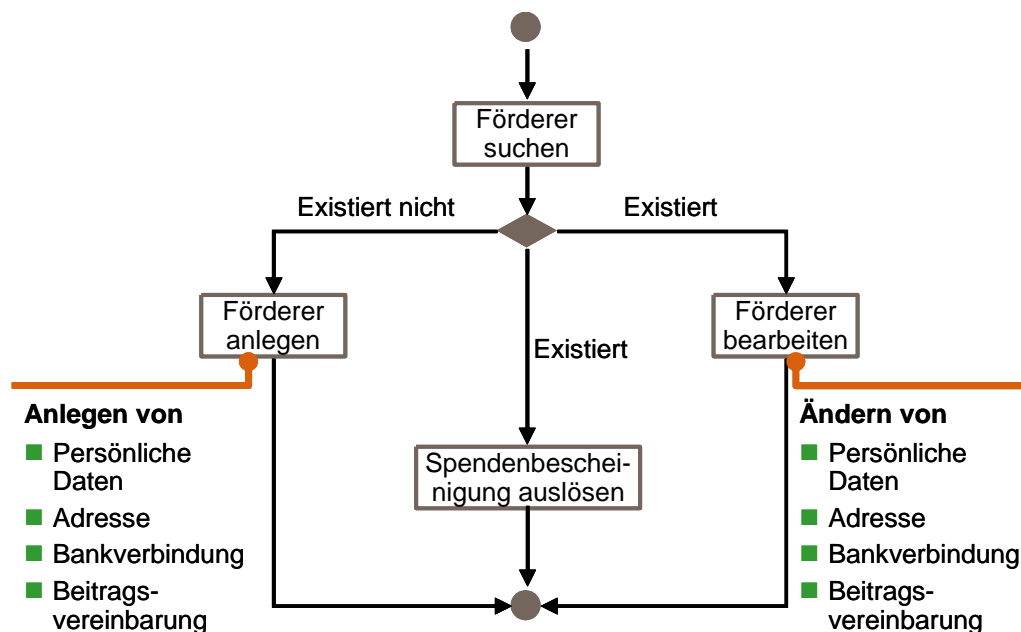 Förderer
suchen
Existiert nicht
Existiert
Förderer
anlegen
Förderer
bearbeiten
Existiert
Anlegen von
Persönliche
Daten
Adresse
Bankverbindung
Beitrags-
vereinbarung
Spendenbeschei-
nigung auslösen
Ändern von
Persönliche
Daten
Adresse
Bankverbindung
Beitrags-
vereinbarung